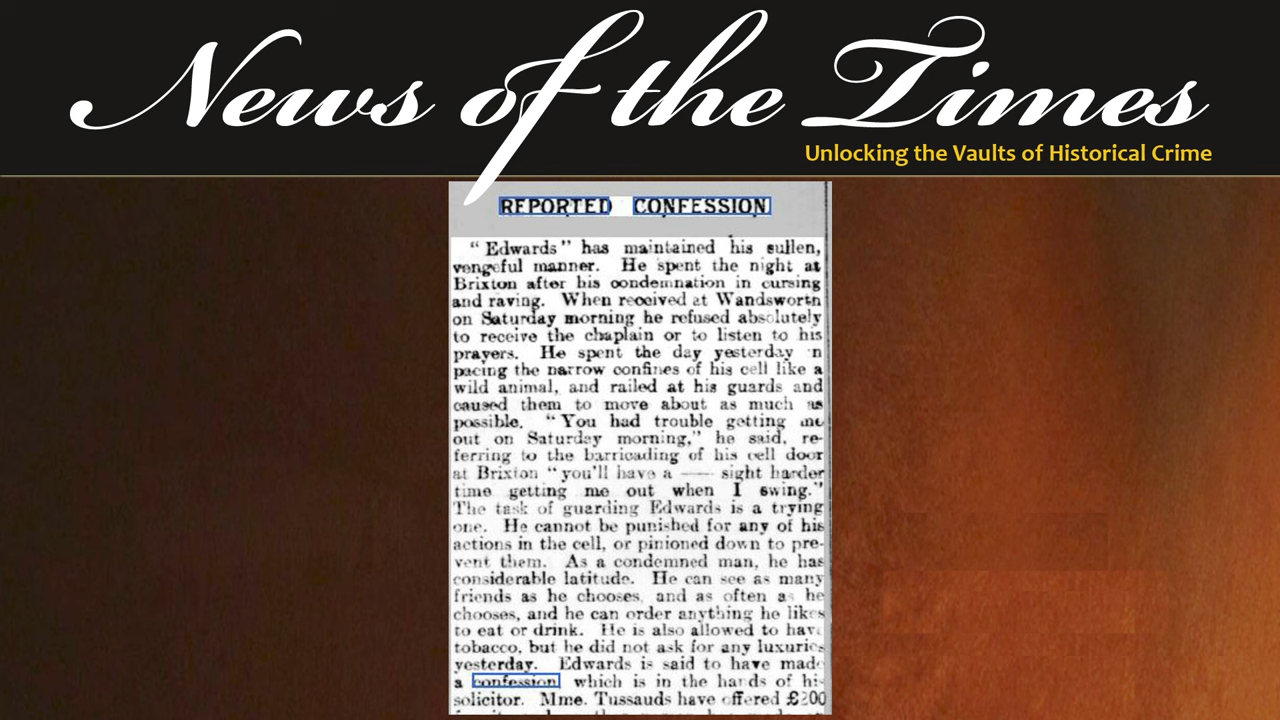 News of the Times
Unlocking the Vaults of Historical Crime
REPORTED CONFESSION
“Edwards” has maintained his sullen,
vengeful manner. He spent the night at
Brixton after his condemnation in cursing
and raving. When received at Wandsworth
on Saturday morning he refused absolutely
to receive the chaplain or to listen to his
prayers. He spent the day yesterday in
pacing the narrow confines of his cell like a
wild animal, and railed at his guards and
caused them to move about as much as
possible. “You had trouble getting me
out on Saturday morning,” he said, re-
ferring to the barricading of his cell door
at Brixton “you'll have a —— sight harder
time getting me out when I swing.”
The task of guarding Edwards is a trying
one. He cannot be punished for any of his
actions in the cell, or pinioned down to pre-
vent them. As a condemned man, he has
considerable latitude. He can see as many
friends as he chooses, and as often as he
chooses, and he can order anything he likes
to eat or drink. He is also allowed to have
tobacco, but he did not ask for any luxuries
yesterday. Edwards is said to have made
a confession, which is in the hands of his
solicitor. Mme. Tussauds have offered £200